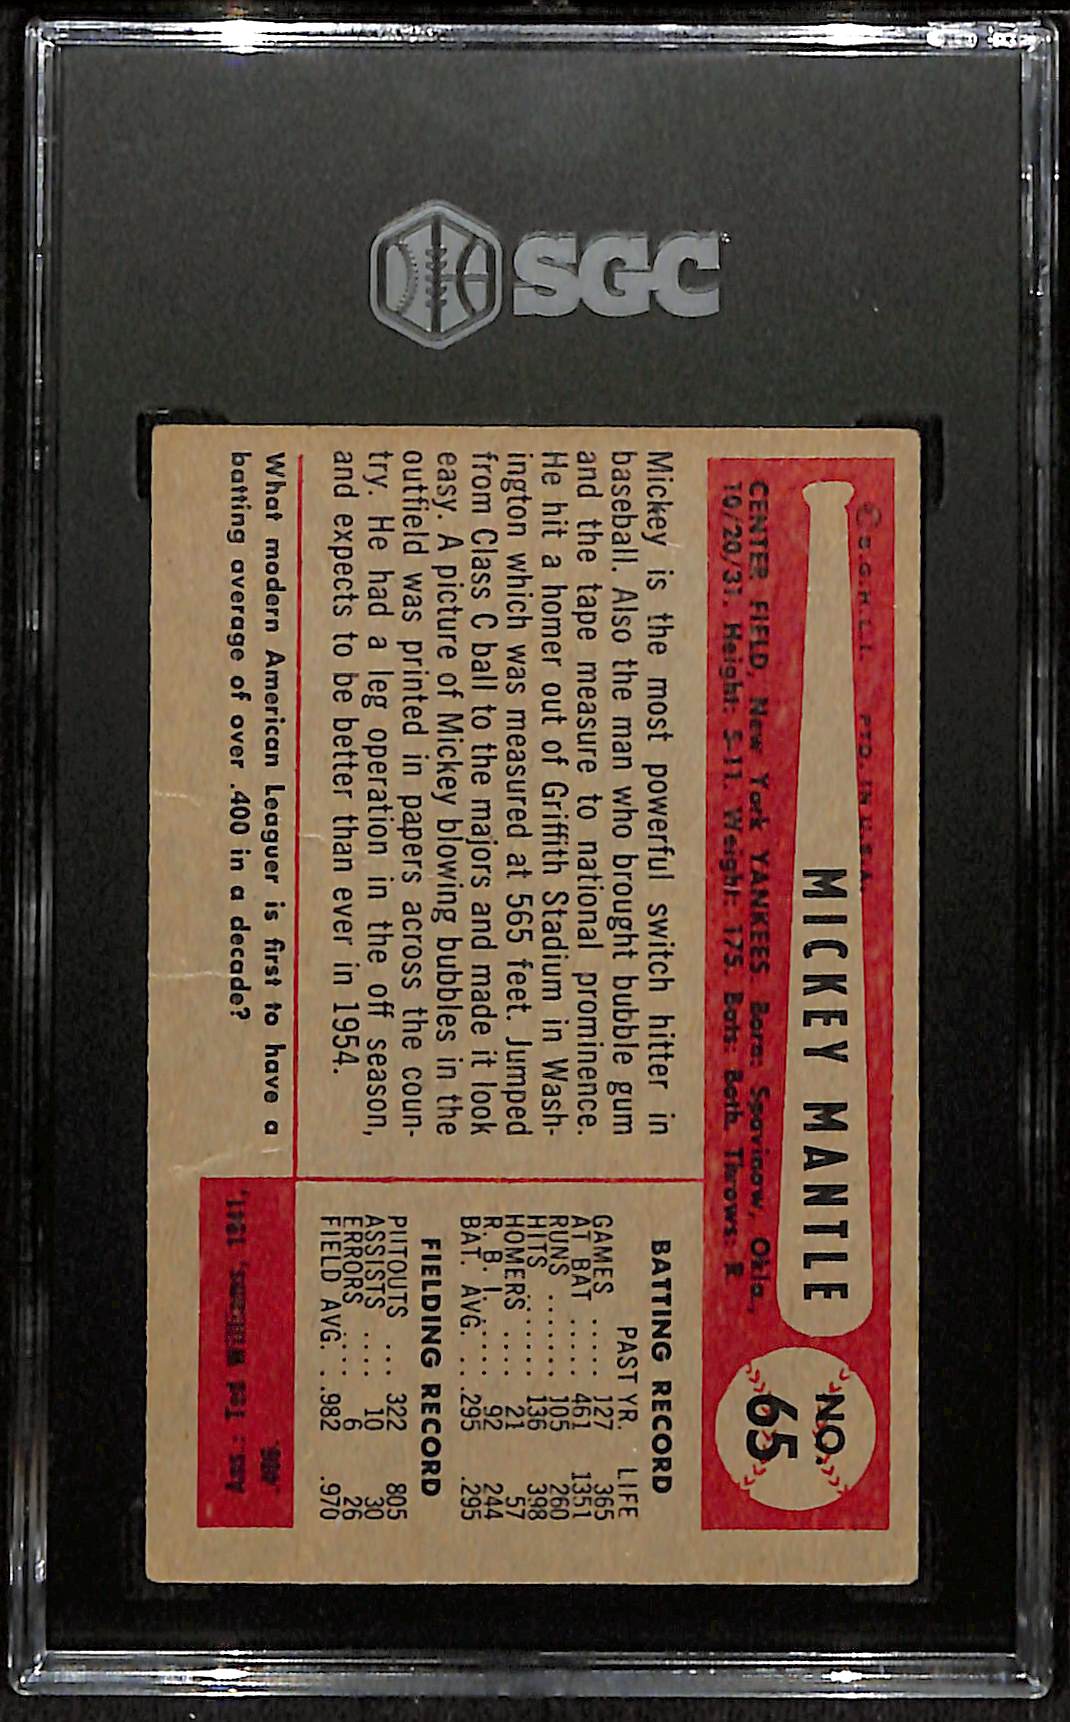 SGC
© B.G.H.L.I. PTD. IN U.S.A.
MICKEY MANTLE
NO.
65
CENTER FIELD, New York YANKEES Born: Spavinow, Okla.,
10/20/31. Height: 5-11. Weight: 175. Bats: Both. Throws: R
Mickey is the most powerful switch hitter in
baseball. Also the man who brought bubble gum
and the tape measure to national prominence.
He hit a homer out of Griffith Stadium in Wash-
ington which was measured at 565 feet. Jumped
from Class C ball to the majors and made it look
easy. A picture of Mickey blowing bubbles in the
outfield was printed in papers across the coun-
try. He had a leg operation in the off season,
and expects to be better than ever in 1954.
BATTING RECORD
PAST YR. LIFE
GAMES ..... 127 365
AT BAT ..... 461 1351
RUNS ....... 105 260
HITS ....... 136 398
HOMERS ..... 21 57
R. B. I. ..... 92 244
BAT. AVG. .. .295 .295
FIELDING RECORD
PITOUTS ... 322 805
ASSISTS .... 10 30
ERRORS .... 6 26
FIELD AVG. .. .982 .970
What modern American Leaguer is first to have a
batting average of over .400 in a decade?
Ans.: Ted Williams, 1941,
.406.